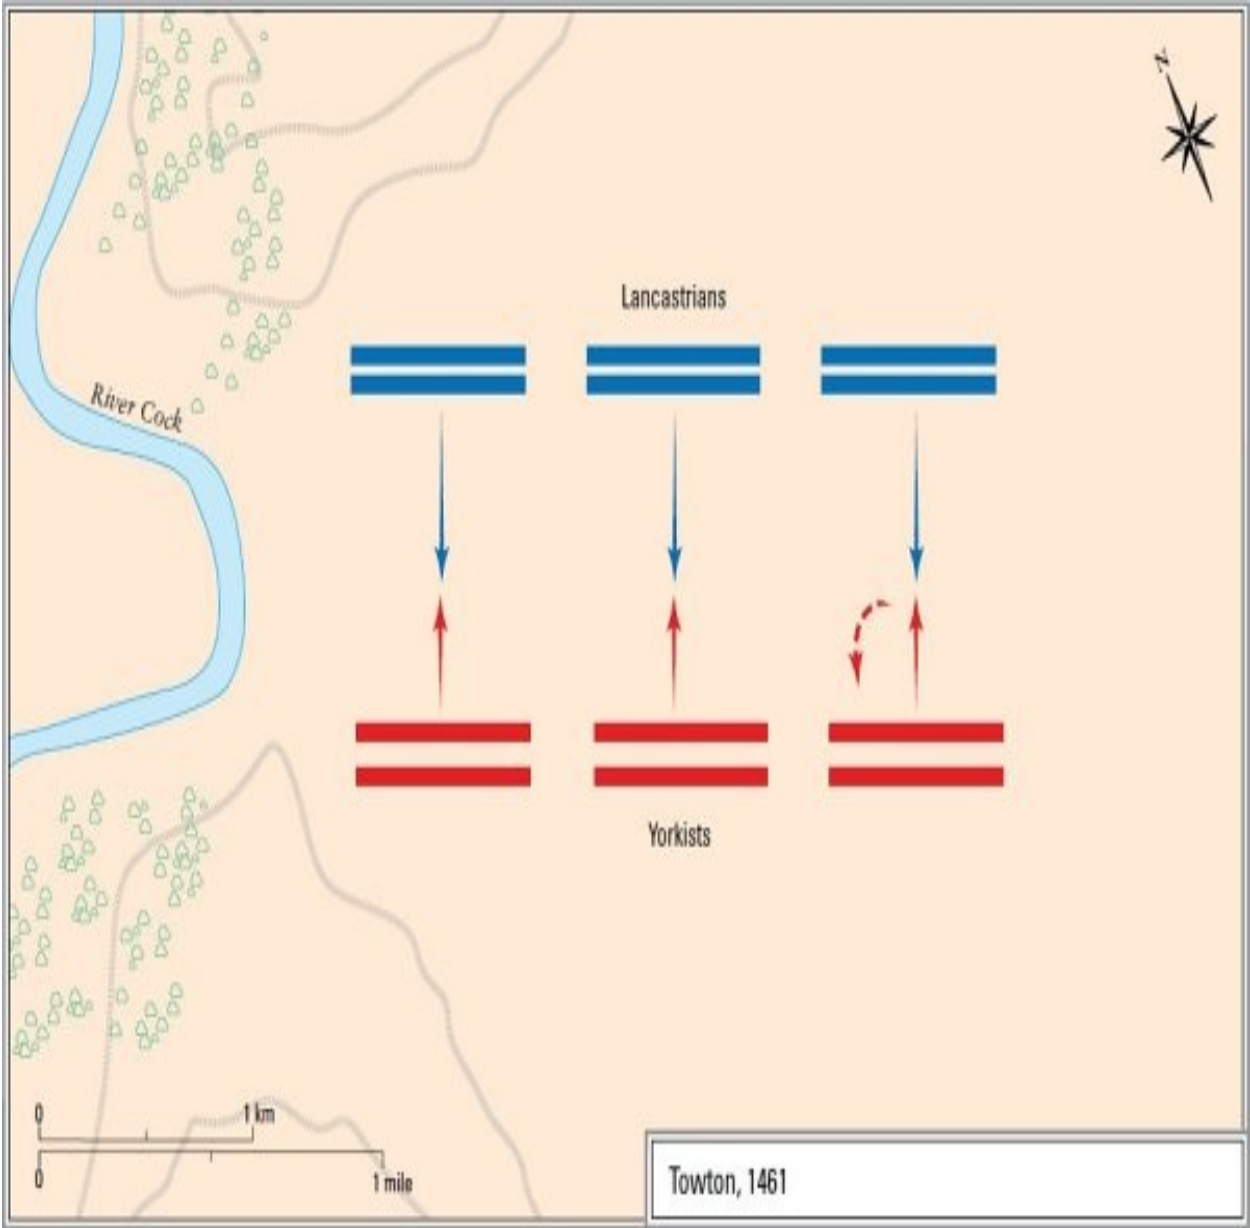 N
Lancastrians
River Cock
Yorkists
0 1 km
0 1 mile
Towton, 1461